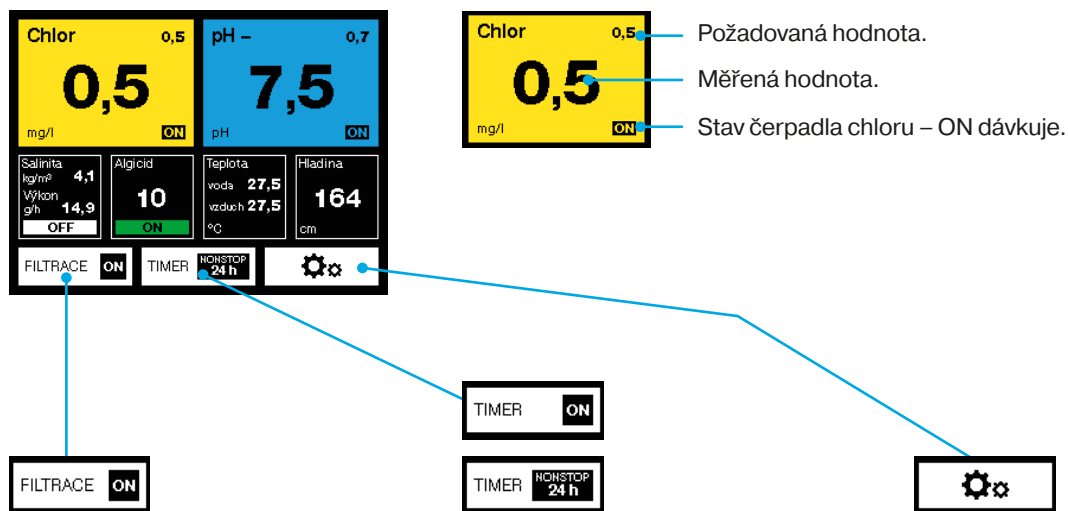 Chlor 0,5
0,5
mg/l ON
pH – 0,7
7,5
pH ON
Salinita
kg/m³ 4,1
Výkon
g/h 14,9
OFF
Algicid
10
ON
Teplota
voda 27,5
vzduch 27,5
°C
Hladina
164
cm
FILTRACE ON
TIMER NONSTOP
24 h
Chlor 0,5
0,5
mg/l ON
Požadovaná hodnota.
Měřená hodnota.
Stav čerpadla chloru – ON dávkuje.
TIMER ON
FILTRACE ON
TIMER NONSTOP
24 h